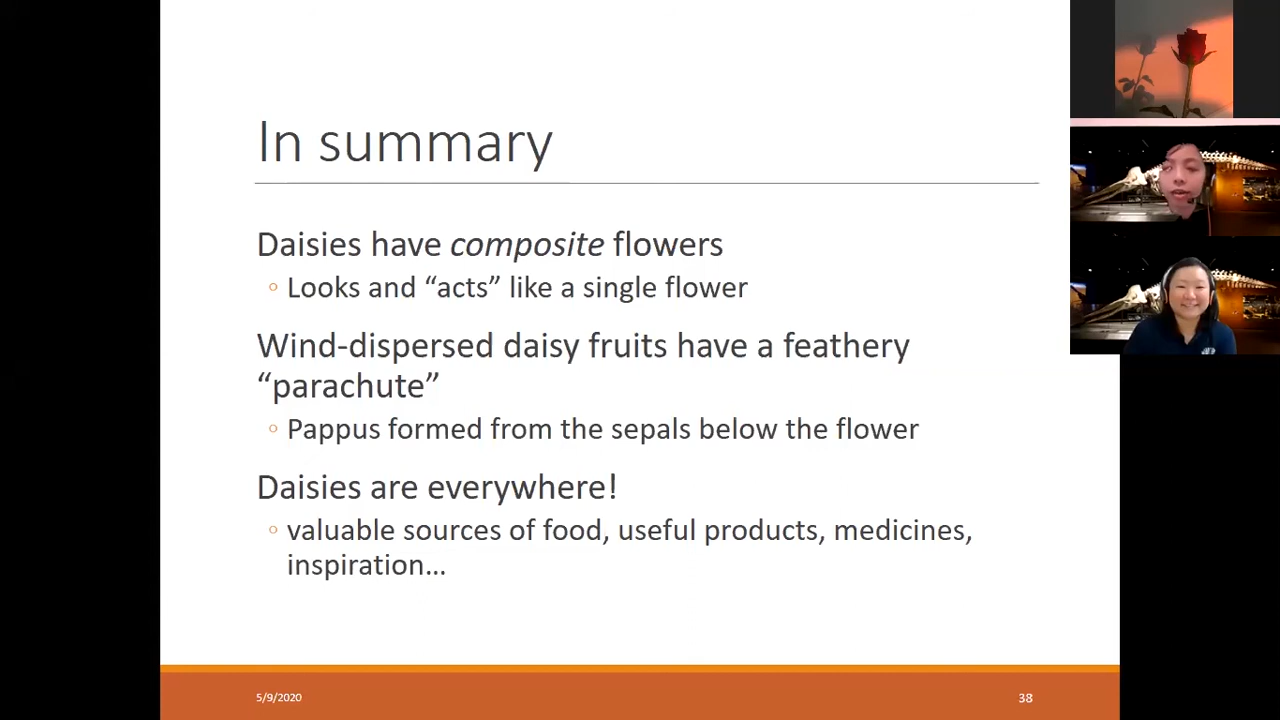 In summary
Daisies have composite flowers
◦ Looks and “acts” like a single flower
Wind-dispersed daisy fruits have a feathery
“parachute”
◦ Pappus formed from the sepals below the flower
Daisies are everywhere!
◦ valuable sources of food, useful products, medicines,
inspiration…
5/9/2020
38